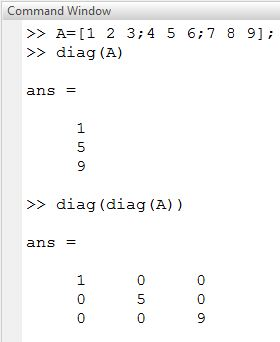 Command Window
>> A=[1 2 3;4 5 6;7 8 9];
>> diag(A)
ans =
1
5
9
>> diag(diag(A))
ans =
1 0 0
0 5 0
0 0 9